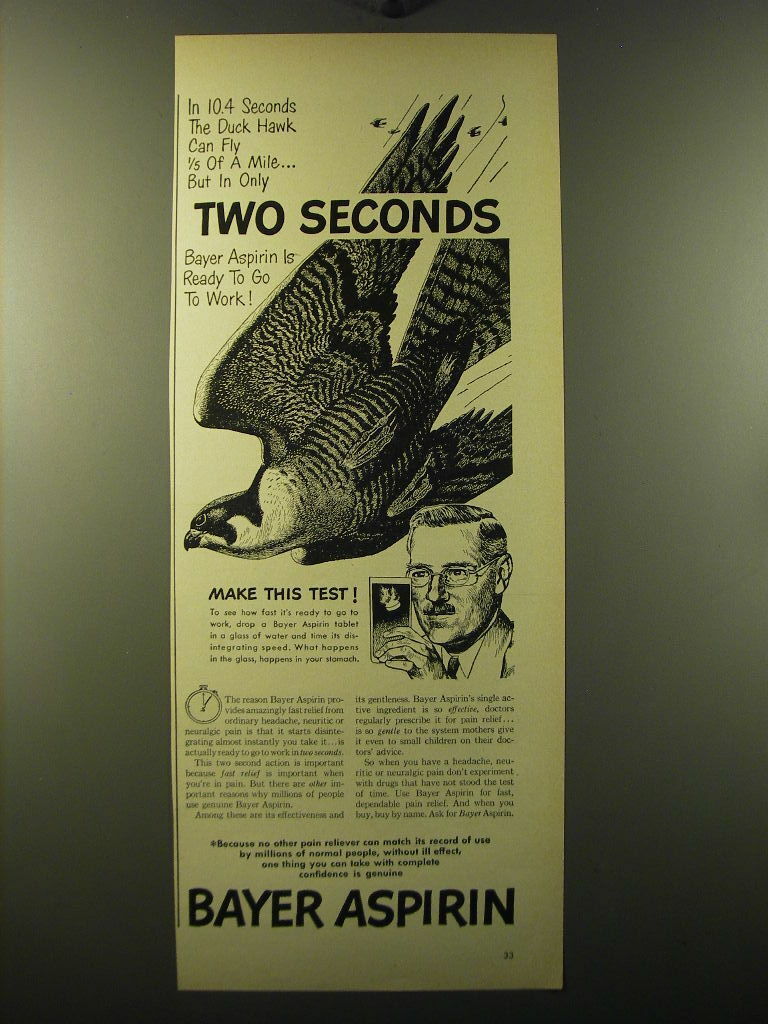 In 10.4 Seconds
The Duck Hawk
Can Fly
1/5 Of A Mile...
But In Only
TWO SECONDS
Bayer Aspirin Is
Ready To Go
To Work!
MAKE THIS TEST!
To see how fast it's ready to go to
work, drop a Bayer Aspirin tablet
in a glass of water and time its dis-
integrating speed. What happens
in the glass, happens in your stomach.
The reason Bayer Aspirin pro-
vides amazingly fast relief from
ordinary headache, neuritic or
neuralgic pain is that it starts disinte-
grating almost instantly you take it...is
actually ready to go to work in two seconds.
This two second action is important
because fast relief is important when
you're in pain. But there are other im-
portant reasons why millions of people
use genuine Bayer Aspirin.
Among these are its effectiveness and
its gentleness. Bayer Aspirin's single ac-
tive ingredient is so effective, doctors
regularly prescribe it for pain relief...
is so gentle to the system mothers give
it even to small children on their doc-
tors' advice.
So when you have a headache, neu-
ritic or neuralgic pain don't experiment
with drugs that have not stood the test
of time. Use Bayer Aspirin for fast,
dependable pain relief. And when you
buy, buy by name. Ask for Bayer Aspirin.
*Because no other pain reliever can match its record of use
by millions of normal people, without ill effect,
one thing you can take with complete
confidence is genuine
BAYER ASPIRIN
33